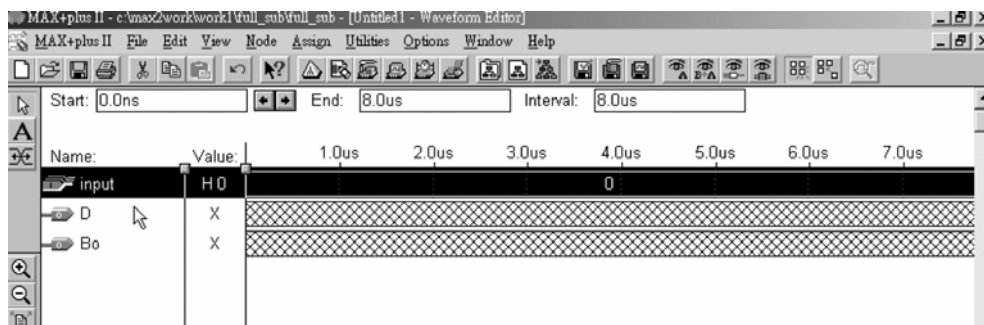 MAX+plus II - c:\max2work\work1\full_sub\full_sub - [Untitled1 - Waveform Editor]
MAX+plus II File Edit View Node Assign Utilities Options Window Help
Start: 0.0ns End: 8.0us Interval: 8.0us
Name: Value: 1.0us 2.0us 3.0us 4.0us 5.0us 6.0us 7.0us
input H 0 0
D X
Bo X